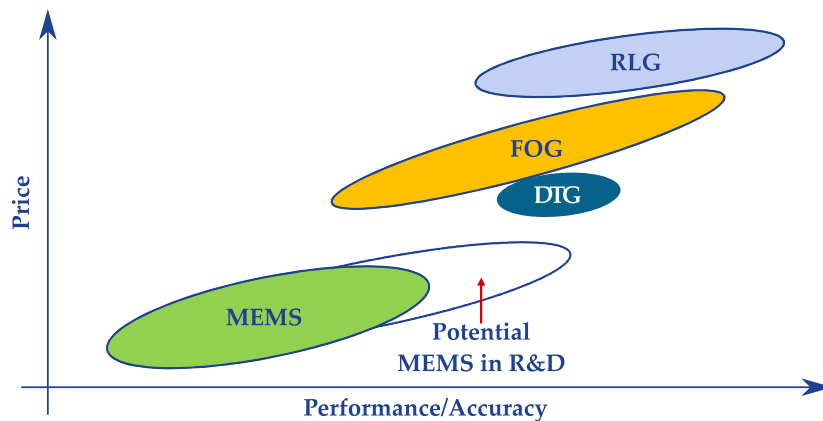 RLG
FOG
DTG
Price
MEMS
Potential
MEMS in R&D
Performance/Accuracy